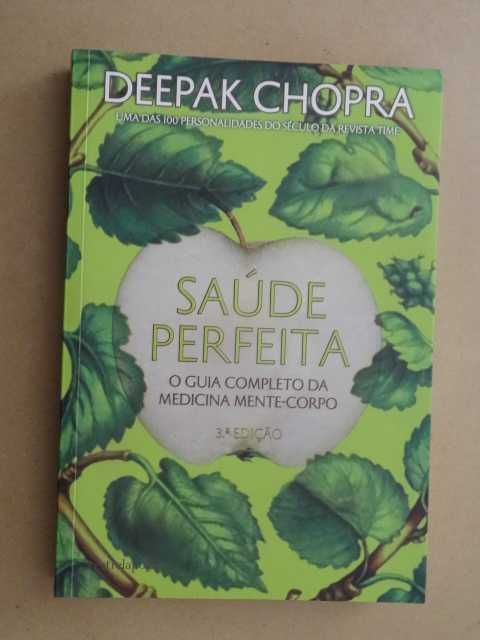 DEEPAK CHOPRA
UMA DAS 100 PERSONALIDADES DO SÉCULO DA REVISTA TIME
SAÚDE
PERFEITA
O GUIA COMPLETO DA
MEDICINA MENTE-CORPO
3.ª EDIÇÃO